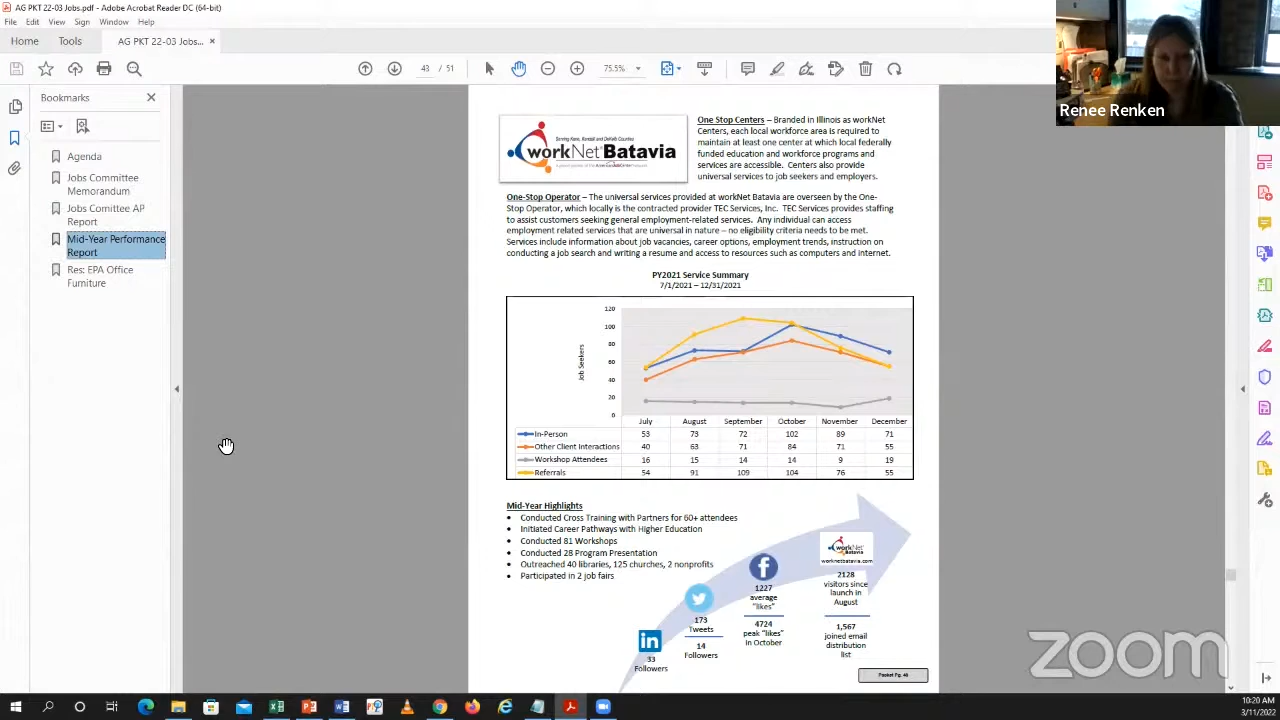 AG PKT 22-03 Jobs.pdf - Adobe Acrobat Reader DC (64-bit)
File Edit View Sign Window Help
Home Tools AG PKT 22-03 Jobs... ×
43 / 51 75.5%
Bookmarks
Agenda
Jobs Committee
Memorandum
Jobs Comittee AP
Report
Mid-Year Performance
Report
Res: EPA Office
Furniture
Renee Renken
Serving Kane, Kendall and DeKalb Counties
workNet Batavia
One Stop Centers – Branded in Illinois as workNet
Centers, each local workforce area is required to
maintain at least one center at which local federally
funded education and workforce programs and
services are accessible. Centers also provide
universal services to job seekers and employers.
One-Stop Operator – The universal services provided at workNet Batavia are overseen by the One-
Stop Operator, which locally is the contracted provider TEC Services, Inc. TEC Services provides staffing
to assist customers seeking general employment-related services. Any individual can access
employment related services that are universal in nature – no eligibility criteria needs to be met.
Services include information about job vacancies, career options, employment trends, instruction on
conducting a job search and writing a resume and access to resources such as computers and internet.
PY2021 Service Summary
7/1/2021 – 12/31/2021
Job Seekers
120
100
80
60
40
20
0
July August September October November December
In-Person 53 73 72 102 89 71
Other Client Interactions 40 63 71 84 71 55
Workshop Attendees 16 15 14 14 9 19
Referrals 54 91 109 104 76 55
Mid-Year Highlights
• Conducted Cross Training with Partners for 60+ attendees
• Initiated Career Pathways with Higher Education
• Conducted 81 Workshops
• Conducted 28 Program Presentation
• Outreached 40 libraries, 125 churches, 2 nonprofits
• Participated in 2 job fairs
in
33
Followers
173
Tweets
14
Followers
f
1227
average
"likes"
4724
peak "likes"
in October
workNet
Batavia
worknetbatavia.com
2128
visitors since
launch in
August
1,567
joined email
distribution
list
Packet Pg. 43
zoom
10:20 AM
3/11/2022